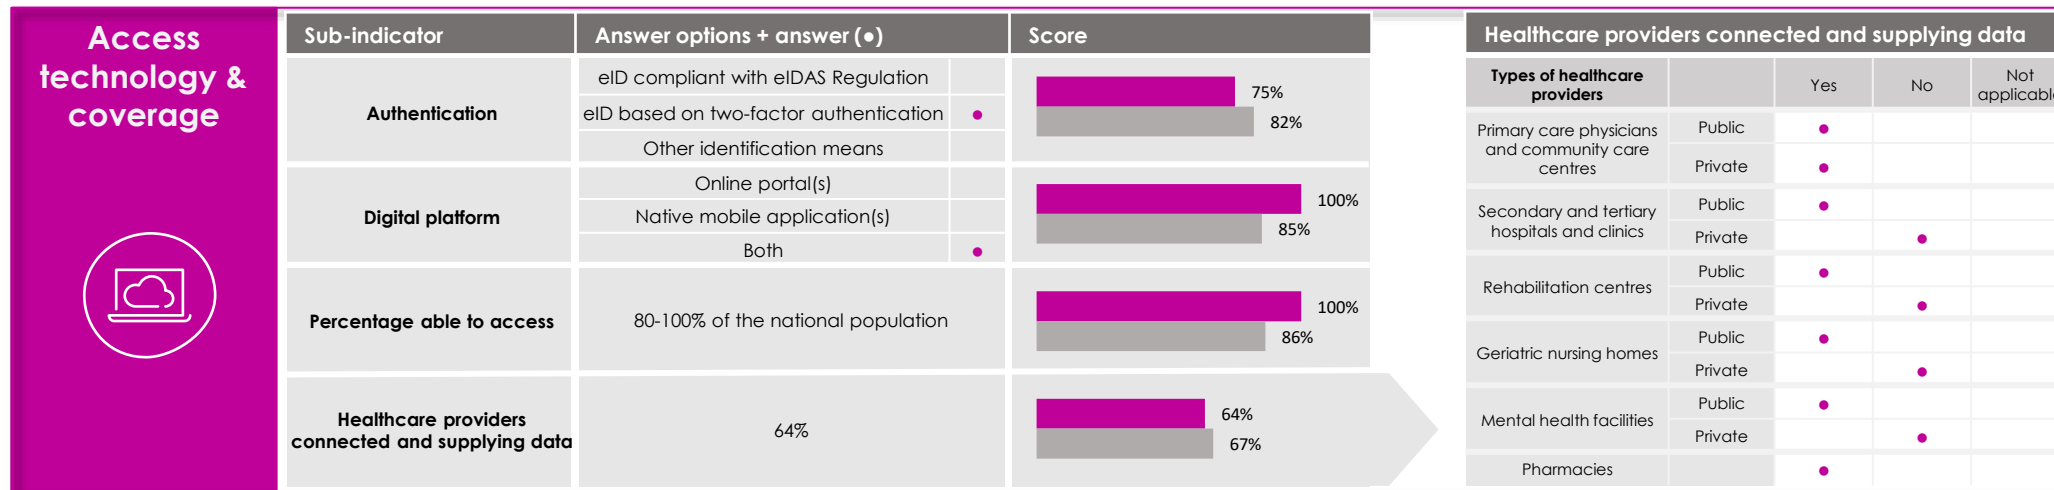 Access
technology &
coverage
Sub-indicator
Answer options + answer (●)
Score
Authentication
eID compliant with eIDAS Regulation
eID based on two-factor authentication ●
Other identification means
75%
82%
Digital platform
Online portal(s)
Native mobile application(s)
Both ●
100%
85%
Percentage able to access
80-100% of the national population
100%
86%
Healthcare providers
connected and supplying data
64%
64%
67%
Healthcare providers connected and supplying data
Types of healthcare
providers
Yes
No
Not
applicable
Primary care physicians
and community care
centres
Public ●
Private ●
Secondary and tertiary
hospitals and clinics
Public ●
Private ●
Rehabilitation centres
Public ●
Private ●
Geriatric nursing homes
Public ●
Private ●
Mental health facilities
Public ●
Private ●
Pharmacies ●